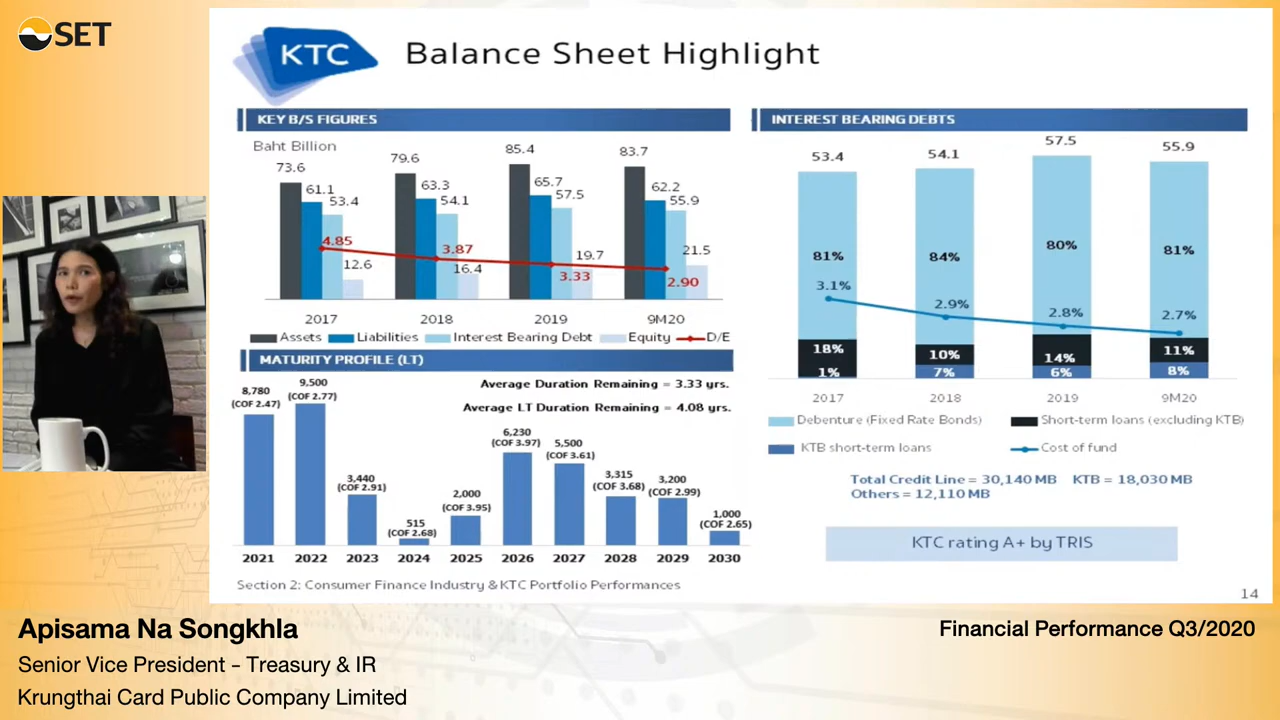 SET
KTC
Balance Sheet Highlight
KEY B/S FIGURES
Baht Billion
73.6
61.1
53.4
4.85
12.6
79.6
63.3
54.1
3.87
16.4
85.4
65.7
57.5
19.7
3.33
83.7
62.2
55.9
21.5
2.90
2017
2018
2019
9M20
Assets
Liabilities
Interest Bearing Debt
Equity
D/E
MATURITY PROFILE (LT)
Average Duration Remaining = 3.33 yrs.
Average LT Duration Remaining = 4.08 yrs.
8,780
(COF 2.47)
9,500
(COF 2.77)
3,440
(COF 2.91)
515
(COF 2.68)
2,000
(COF 3.95)
6,230
(COF 3.97)
5,500
(COF 3.61)
3,315
(COF 3.68)
3,200
(COF 2.99)
1,000
(COF 2.65)
2021
2022
2023
2024
2025
2026
2027
2028
2029
2030
Section 2: Consumer Finance Industry & KTC Portfolio Performances
INTEREST BEARING DEBTS
53.4
54.1
57.5
55.9
81%
84%
80%
81%
3.1%
2.9%
2.8%
2.7%
18%
10%
14%
11%
1%
7%
6%
8%
2017
2018
2019
9M20
Debenture (Fixed Rate Bonds)
Short-term loans (excluding KTB)
KTB short-term loans
Cost of fund
Total Credit Line = 30,140 MB KTB = 18,030 MB
Others = 12,110 MB
KTC rating A+ by TRIS
14
Apisama Na Songkhla
Senior Vice President - Treasury & IR
Krungthai Card Public Company Limited
Financial Performance Q3/2020